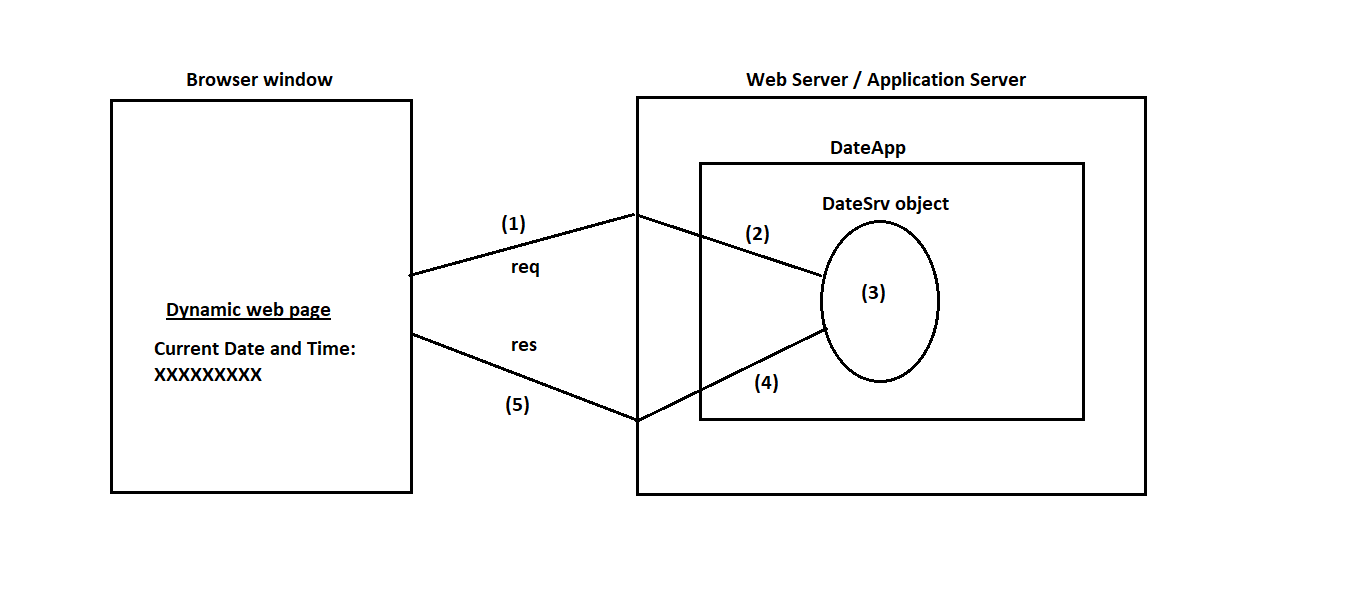 Browser window
Web Server / Application Server
DateApp
DateSrv object
(1)
(2)
req
(3)
Dynamic web page
Current Date and Time:
XXXXXXXXX
res
(4)
(5)